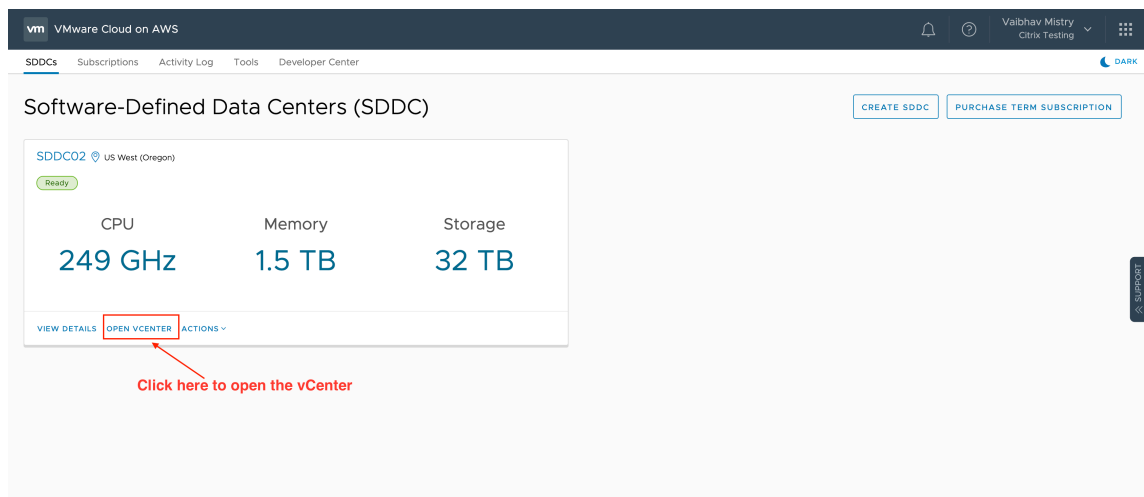 vm VMware Cloud on AWS
Vaibhav Mistry
Citrix Testing
SDDCs Subscriptions Activity Log Tools Developer Center DARK
Software-Defined Data Centers (SDDC)
CREATE SDDC PURCHASE TERM SUBSCRIPTION
SDDC02 US West (Oregon)
Ready
CPU Memory Storage
249 GHz 1.5 TB 32 TB
SUPPORT
VIEW DETAILS OPEN VCENTER ACTIONS
Click here to open the vCenter